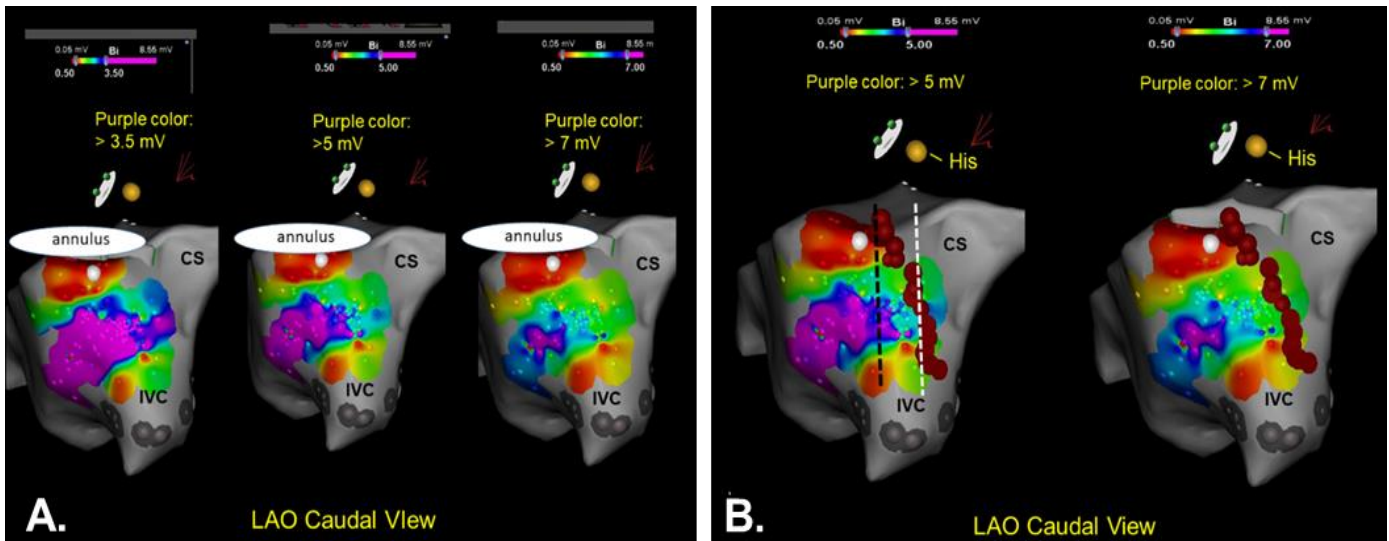 Bi
0.05 mV 8.55 mV
0.50 3.50
Purple color:
> 3.5 mV
annulus
CS
IVC
Bi
0.05 mV 8.55 mV
0.50 5.00
Purple color:
>5 mV
annulus
CS
IVC
Bi
0.05 mV 8.55 m
0.50 7.00
Purple color:
> 7 mV
annulus
CS
IVC
A.
LAO Caudal VIew
Bi
0.05 mV 8.55 mV
0.50 5.00
Purple color: > 5 mV
His
CS
IVC
Bi
0.05 mV 8.55 mV
0.50 7.00
Purple color: > 7 mV
His
CS
IVC
B.
LAO Caudal View